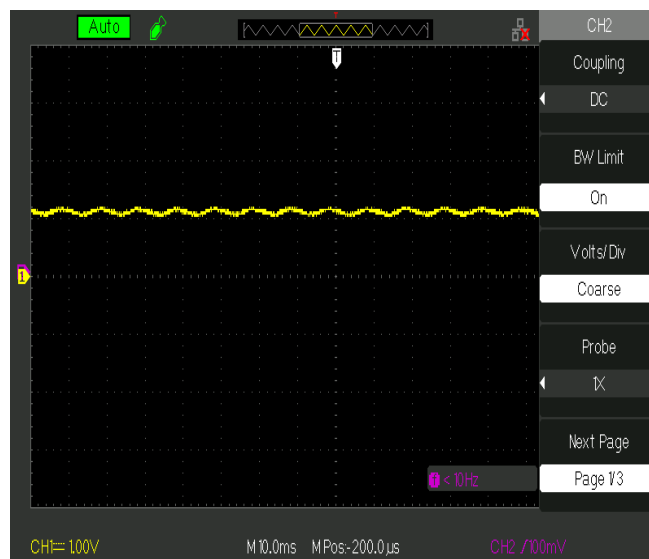 Auto
T
CH2
Coupling
DC
BW Limit
On
Volts/Div
Coarse
1
Probe
1X
Next Page
T < 10Hz
Page 1/3
CH1 1.00V
M 10.0ms
MPos:-200.0μs
CH2 /100mV